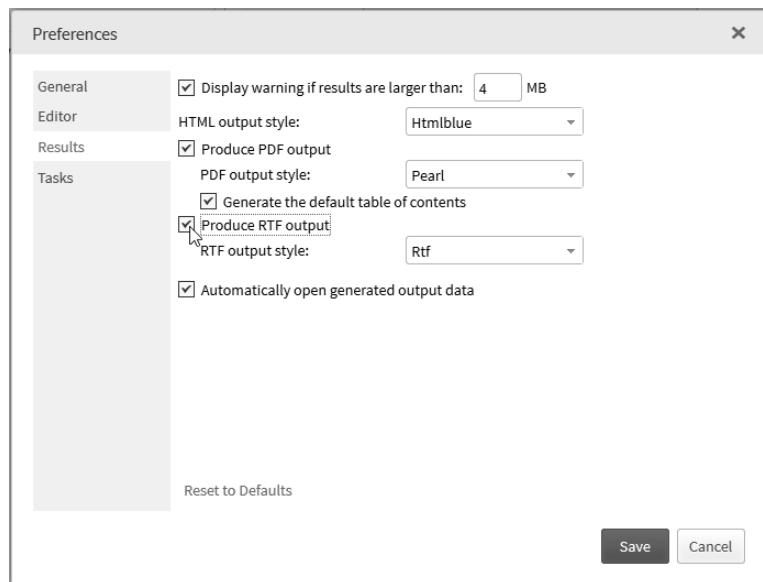 Preferences
General
Editor
Results
Tasks
Display warning if results are larger than: 4 MB
HTML output style: Htmlblue
Produce PDF output
PDF output style: Pearl
Generate the default table of contents
Produce RTF output
RTF output style: Rtf
Automatically open generated output data
Reset to Defaults
Save Cancel